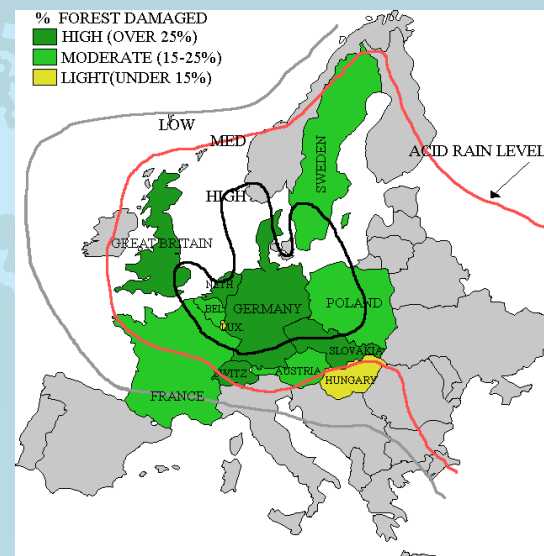 % FOREST DAMAGED
HIGH (OVER 25%)
MODERATE (15-25%)
LIGHT(UNDER 15%)
LOW
MED
ACID RAIN LEVEL
SWEDEN
HIGH
GREAT BRITAIN
NETH
BEL
LUX.
GERMANY
POLAND
SLOVAKIA
SWITZ
AUSTRIA
HUNGARY
FRANCE